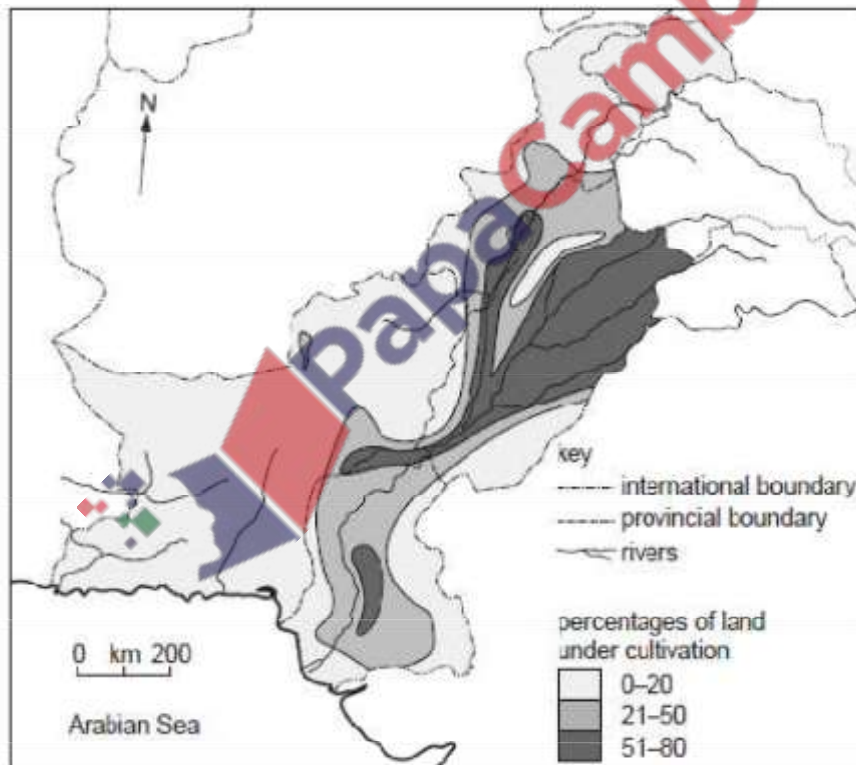 PapaCamb
N
key
international boundary
provincial boundary
rivers
0 km 200
percentages of land
under cultivation
0–20
21–50
51–80
Arabian Sea